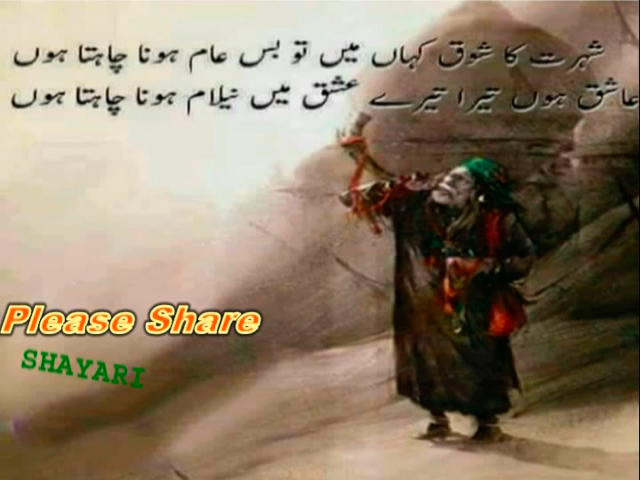 شہرت کا شوق کہاں میں تو بس عام ہونا چاہتا ہوں
عاشق ہوں تیرا تیرے عشق میں نیلام ہونا چاہتا ہوں
Please Share
SHAYARI